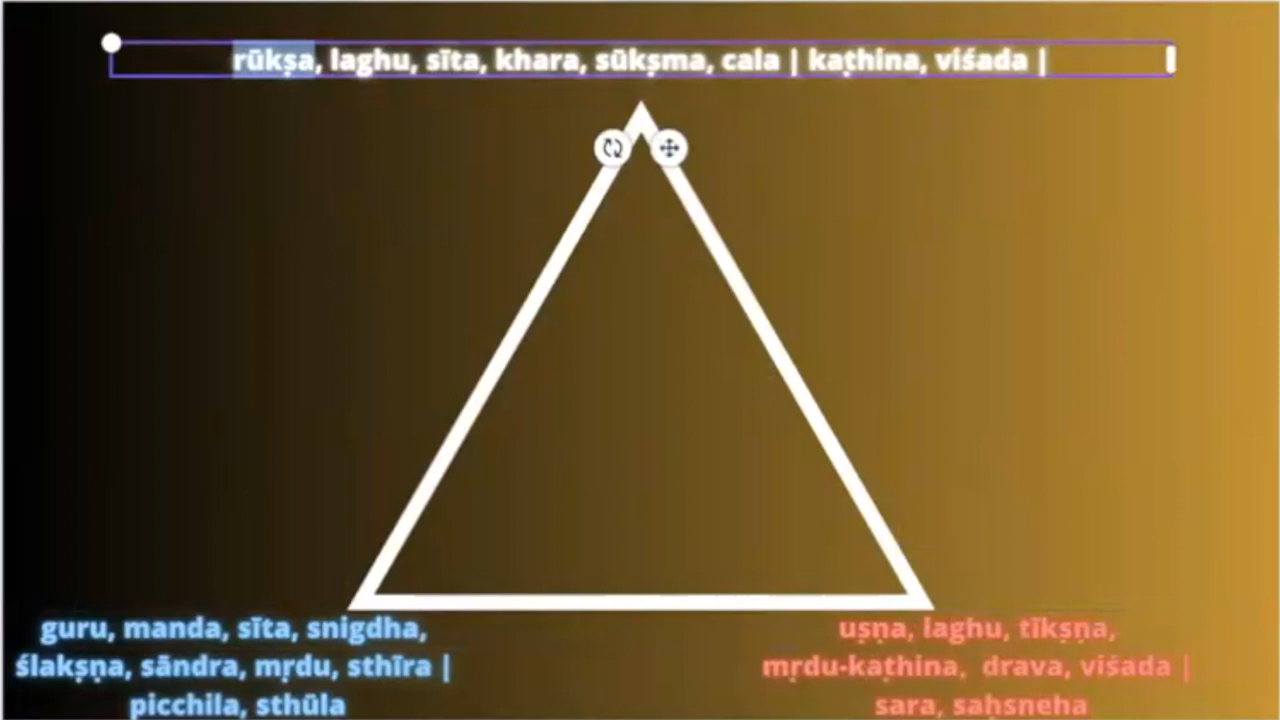 rūkṣa, laghu, sīta, khara, sūkṣma, cala | kaṭhina, viśada |
guru, manda, sīta, snigdha,
ślakṣṇa, sāndra, mṛdu, sthīra |
picchila, sthūla
uṣṇa, laghu, tīkṣṇa,
mṛdu-kaṭhina, drava, viśada |
sara, saḥsneha